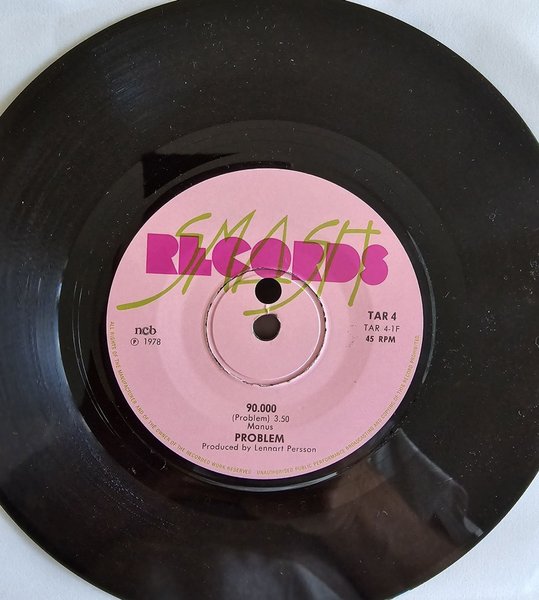 SMASH
RECORDS
ncb
℗ 1978
TAR 4
TAR 4-1F
45 RPM
90.000
(Problem) 3.50
Manus
PROBLEM
Produced by Lennart Persson
ALL RIGHTS OF THE MANUFACTURER AND OF THE OWNER OF THE RECORDED WORK RESERVED · UNAUTHORISED PUBLIC PERFORMANCE BROADCASTING AND COPYING OF THIS RECORD PROHIBITED